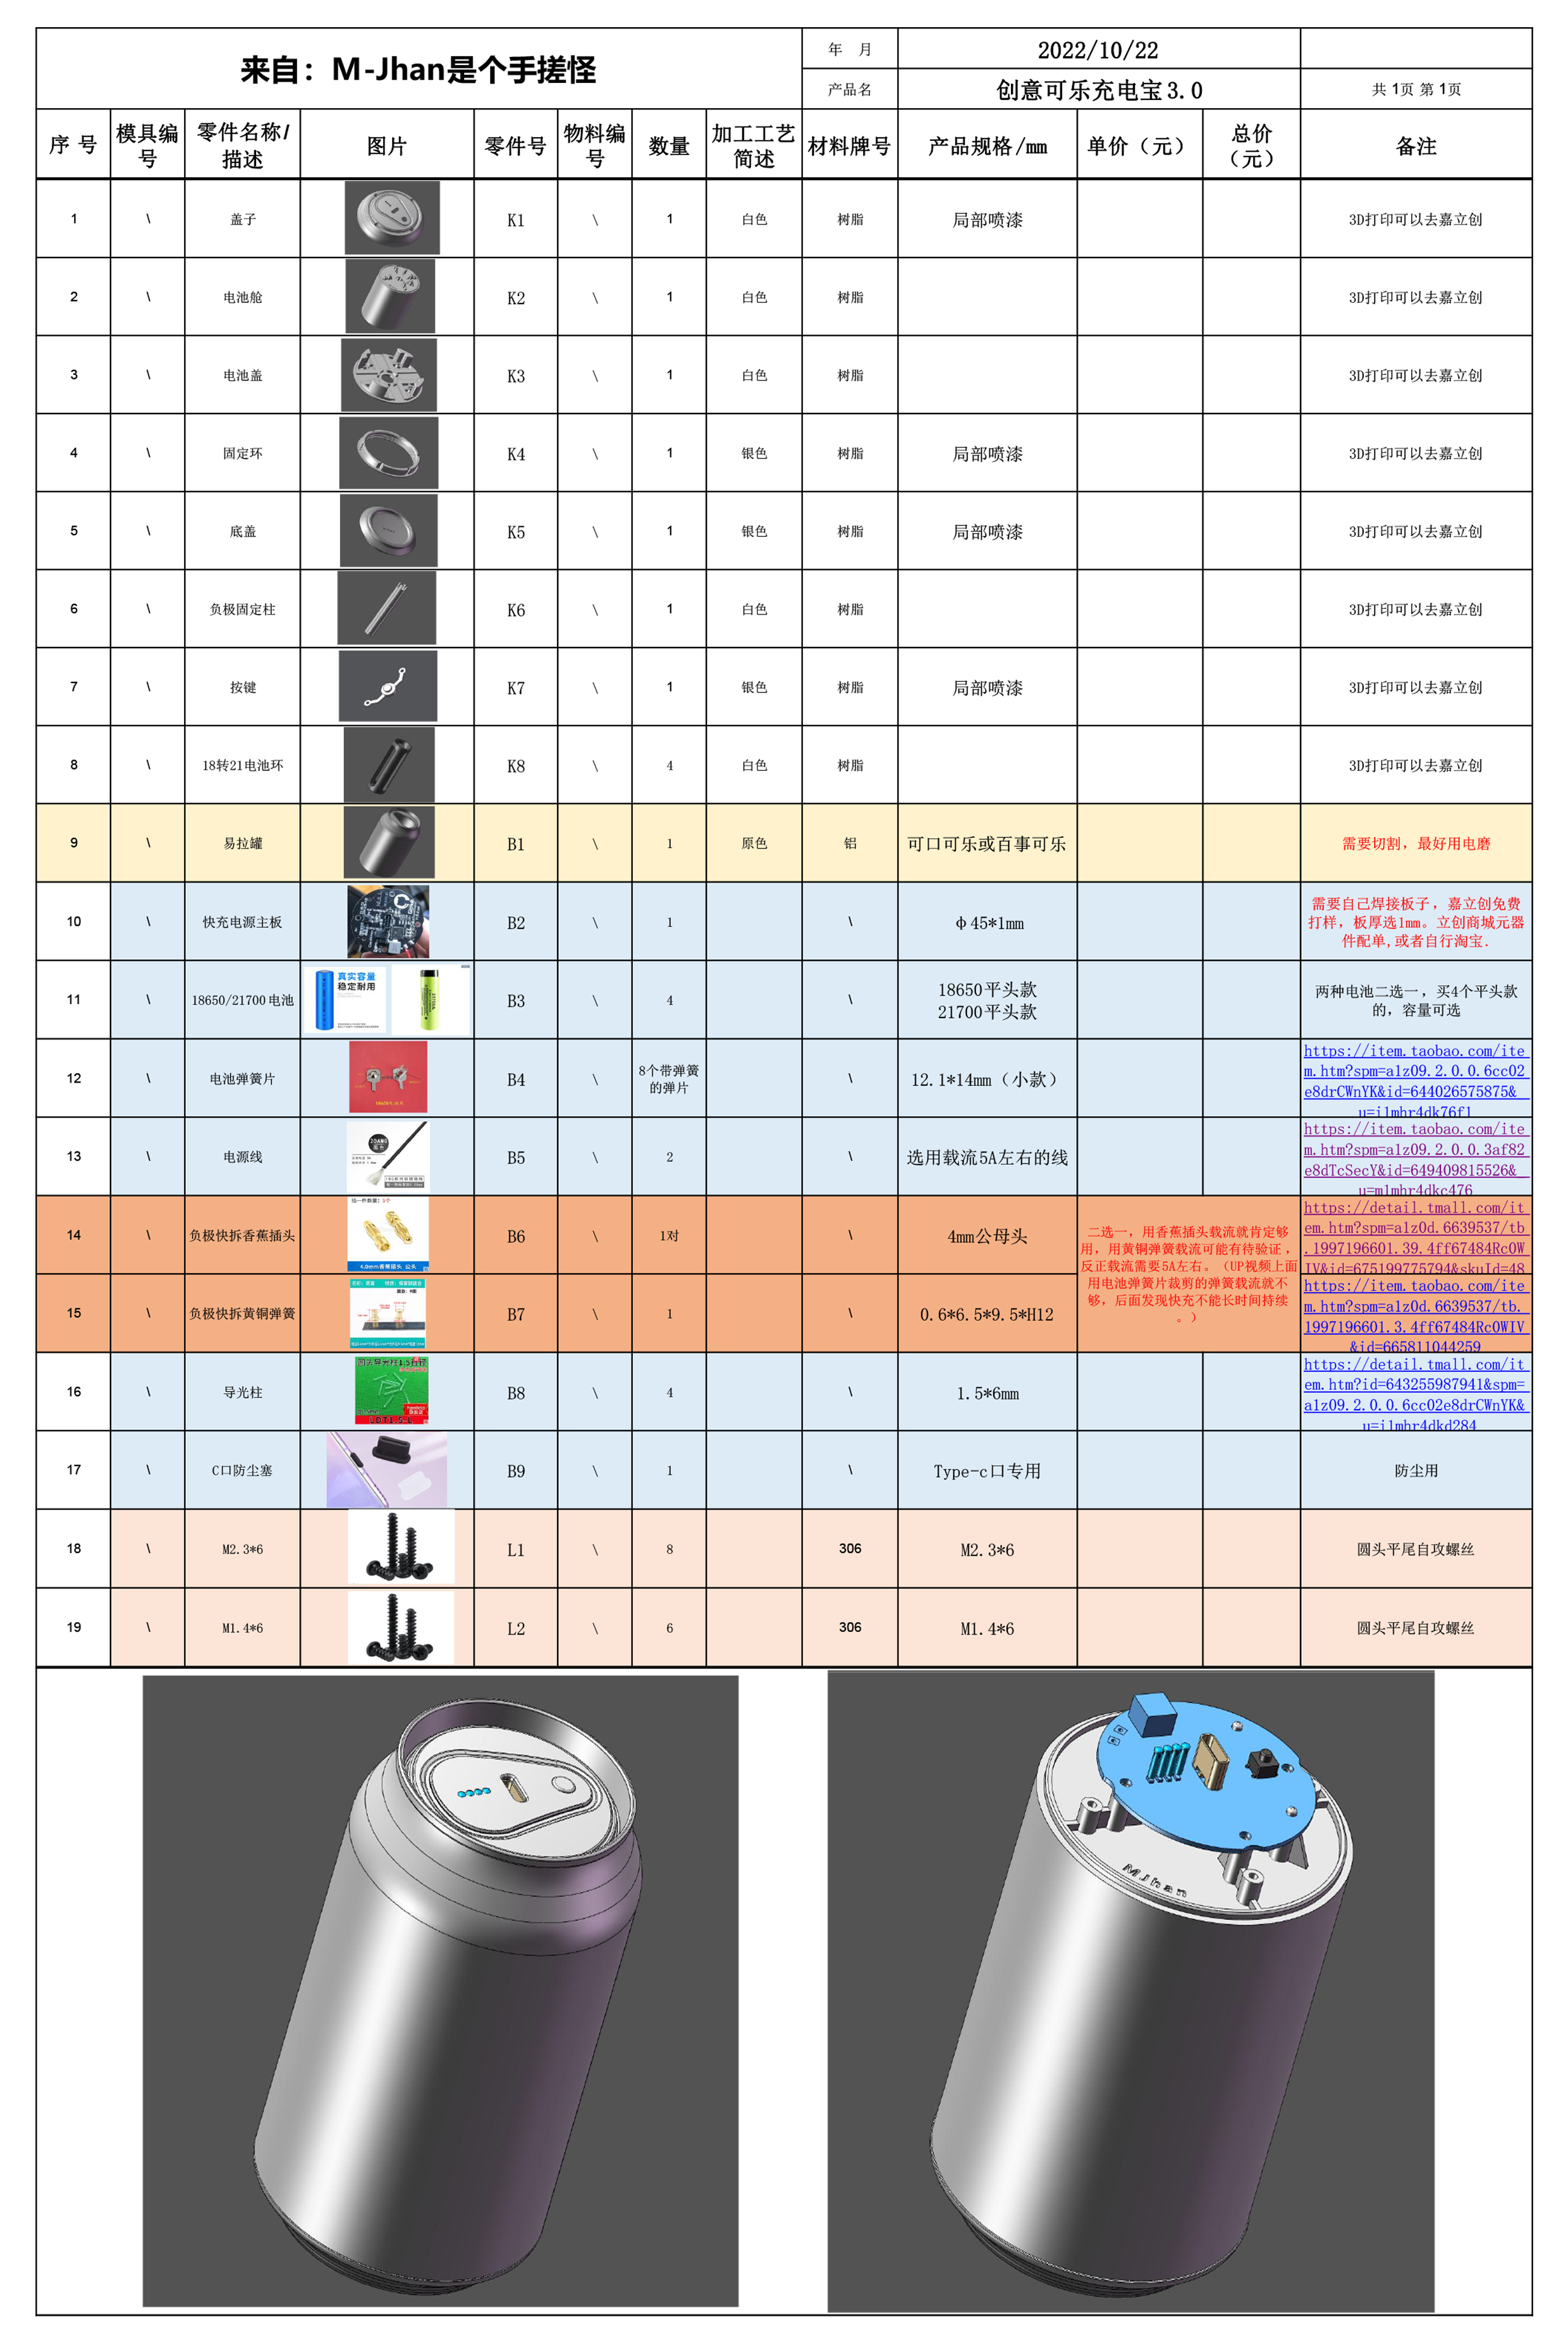 来自：M-Jhan是个手搓怪
年 月
2022/10/22
产品名
创意可乐充电宝3.0
共 1页 第 1页
序 号 模具编号 零件名称/描述 图片 零件号 物料编号 数量 加工工艺简述 材料牌号 产品规格/mm 单价（元） 总价（元） 备注
1 \ 盖子 K1 \ 1 白色 树脂 局部喷漆 3D打印可以去嘉立创
2 \ 电池舱 K2 \ 1 白色 树脂 3D打印可以去嘉立创
3 \ 电池盖 K3 \ 1 白色 树脂 3D打印可以去嘉立创
4 \ 固定环 K4 \ 1 银色 树脂 局部喷漆 3D打印可以去嘉立创
5 \ 底盖 K5 \ 1 银色 树脂 局部喷漆 3D打印可以去嘉立创
6 \ 负极固定柱 K6 \ 1 白色 树脂 3D打印可以去嘉立创
7 \ 按键 K7 \ 1 银色 树脂 局部喷漆 3D打印可以去嘉立创
8 \ 18转21电池环 K8 \ 4 白色 树脂 3D打印可以去嘉立创
9 \ 易拉罐 B1 \ 1 原色 铝 可口可乐或百事可乐 需要切割，最好用电磨
10 \ 快充电源主板 B2 \ 1 \ φ45*1mm
需要自己焊接板子，嘉立创免费
打样，板厚选1mm。立创商城元器
件配单,或者自行淘宝.
11 \ 18650/21700电池
真实容量
稳定耐用
B3 \ 4 \
18650平头款
21700平头款
两种电池二选一，买4个平头款
的，容量可选
12 \ 电池弹簧片 B4 \
8个带弹簧
的弹片
\ 12.1*14mm（小款）
https://item.taobao.com/ite
m.htm?spm=a1z09.2.0.0.6cc02
e8drCWnYK&id=644026575875&_
u=i1mhr4dk76f1
13 \ 电源线
20AWG
B5 \ 2 \ 选用载流5A左右的线
https://item.taobao.com/ite
m.htm?spm=a1z09.2.0.0.3af82
e8dTcSecY&id=649409815526&_
u=m1mhr4dkc476
14 \ 负极快拆香蕉插头
拍一件数量：1个
4.0mm香蕉插头 公头
B6 \ 1对 \ 4mm公母头
二选一，用香蕉插头载流就肯定够
用，用黄铜弹簧载流可能有待验证，
反正载流需要5A左右。（UP视频上面
用电池弹簧片裁剪的弹簧载流就不
够，后面发现快充不能长时间持续
。）
https://detail.tmall.com/it
em.htm?spm=a1z0d.6639537/tb
.1997196601.39.4ff67484RcOW
IV&id=675199775794&skuId=48
15 \ 负极快拆黄铜弹簧 B7 \ 1 \ 0.6*6.5*9.5*H12
https://item.taobao.com/ite
m.htm?spm=a1z0d.6639537/tb.
1997196601.3.4ff67484RcOWIV
&id=665811044259
16 \ 导光柱
圆头导光柱1.5
LDT1.5-L
B8 \ 4 \ 1.5*6mm
https://detail.tmall.com/it
em.htm?id=643255987941&spm=
a1z09.2.0.0.6cc02e8drCWnYK&
u=i1mhr4dkd284
17 \ C口防尘塞 B9 \ 1 \ Type-c口专用 防尘用
18 \ M2.3*6 L1 \ 8 306 M2.3*6 圆头平尾自攻螺丝
19 \ M1.4*6 L2 \ 6 306 M1.4*6 圆头平尾自攻螺丝
MJhan